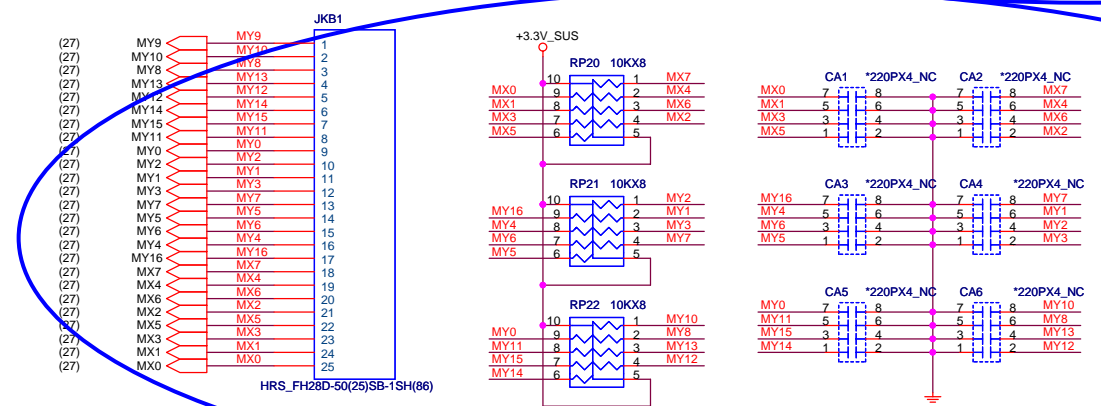 JKB1
(27) MY9 MY9 1
(27) MY10 MY10 2
(27) MY8 MY8 3
(27) MY13 MY13 4
(27) MY12 MY12 5
(27) MY14 MY14 6
(27) MY15 MY15 7
(27) MY11 MY11 8
(27) MY0 MY0 9
(27) MY2 MY2 10
(27) MY1 MY1 11
(27) MY3 MY3 12
(27) MY7 MY7 13
(27) MY5 MY5 14
(27) MY6 MY6 15
(27) MY4 MY4 16
(27) MY16 MY16 17
(27) MX7 MX7 18
(27) MX4 MX4 19
(27) MX6 MX6 20
(27) MX2 MX2 21
(27) MX5 MX5 22
(27) MX3 MX3 23
(27) MX1 MX1 24
(27) MX0 MX0 25
HRS_FH28D-50(25)SB-1SH(86)
+3.3V_SUS
RP20 10KX8
10 1 MX7
MX0 9 2 MX4
MX1 8 3 MX6
MX3 7 4 MX2
MX5 6 5
RP21 10KX8
10 1 MY2
MY16 9 2 MY1
MY4 8 3 MY3
MY6 7 4 MY7
MY5 6 5
RP22 10KX8
10 1 MY10
MY0 9 2 MY8
MY11 8 3 MY13
MY15 7 4 MY12
MY14 6 5
CA1 *220PX4_NC CA2 *220PX4_NC
MX0 7 8 7 8 MX7
MX1 5 6 5 6 MX4
MX3 3 4 3 4 MX6
MX5 1 2 1 2 MX2
CA3 *220PX4_NC CA4 *220PX4_NC
MY16 7 8 7 8 MY7
MY4 5 6 5 6 MY1
MY6 3 4 3 4 MY2
MY5 1 2 1 2 MY3
CA5 *220PX4_NC CA6 *220PX4_NC
MY0 7 8 7 8 MY10
MY11 5 6 5 6 MY8
MY15 3 4 3 4 MY13
MY14 1 2 1 2 MY12